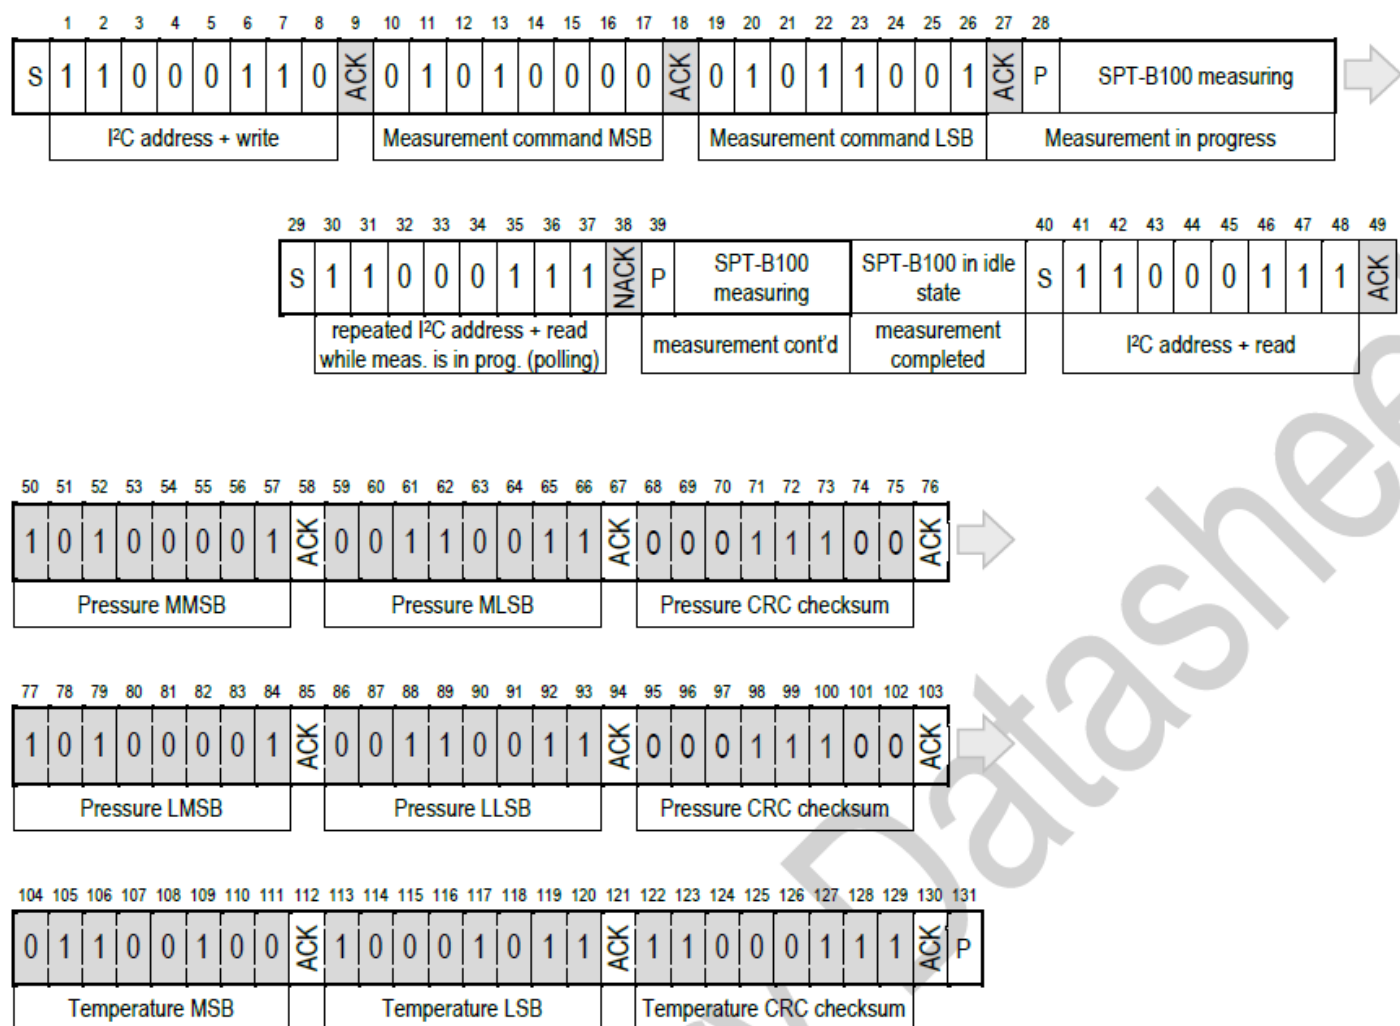 1 2 3 4 5 6 7 8 9 10 11 12 13 14 15 16 17 18 19 20 21 22 23 24 25 26 27 28
S 1 1 0 0 0 1 1 0 ACK 0 1 0 1 0 0 0 0 ACK 0 1 0 1 1 0 0 1 ACK P SPT-B100 measuring
I²C address + write Measurement command MSB Measurement command LSB Measurement in progress
29 30 31 32 33 34 35 36 37 38 39 40 41 42 43 44 45 46 47 48 49
S 1 1 0 0 0 1 1 1 NACK P SPT-B100 measuring SPT-B100 in idle state S 1 1 0 0 0 1 1 1 ACK
repeated I²C address + read
while meas. is in prog. (polling)
measurement cont'd
measurement
completed
I²C address + read
50 51 52 53 54 55 56 57 58 59 60 61 62 63 64 65 66 67 68 69 70 71 72 73 74 75 76
1 0 1 0 0 0 0 1 ACK 0 0 1 1 0 0 1 1 ACK 0 0 0 1 1 1 0 0 ACK
Pressure MMSB Pressure MLSB Pressure CRC checksum
77 78 79 80 81 82 83 84 85 86 87 88 89 90 91 92 93 94 95 96 97 98 99 100 101 102 103
1 0 1 0 0 0 0 1 ACK 0 0 1 1 0 0 1 1 ACK 0 0 0 1 1 1 0 0 ACK
Pressure LMSB Pressure LLSB Pressure CRC checksum
104 105 106 107 108 109 110 111 112 113 114 115 116 117 118 119 120 121 122 123 124 125 126 127 128 129 130 131
0 1 1 0 0 1 0 0 ACK 1 0 0 0 1 0 1 1 ACK 1 1 0 0 0 1 1 1 ACK P
Temperature MSB Temperature LSB Temperature CRC checksum
y Datashee